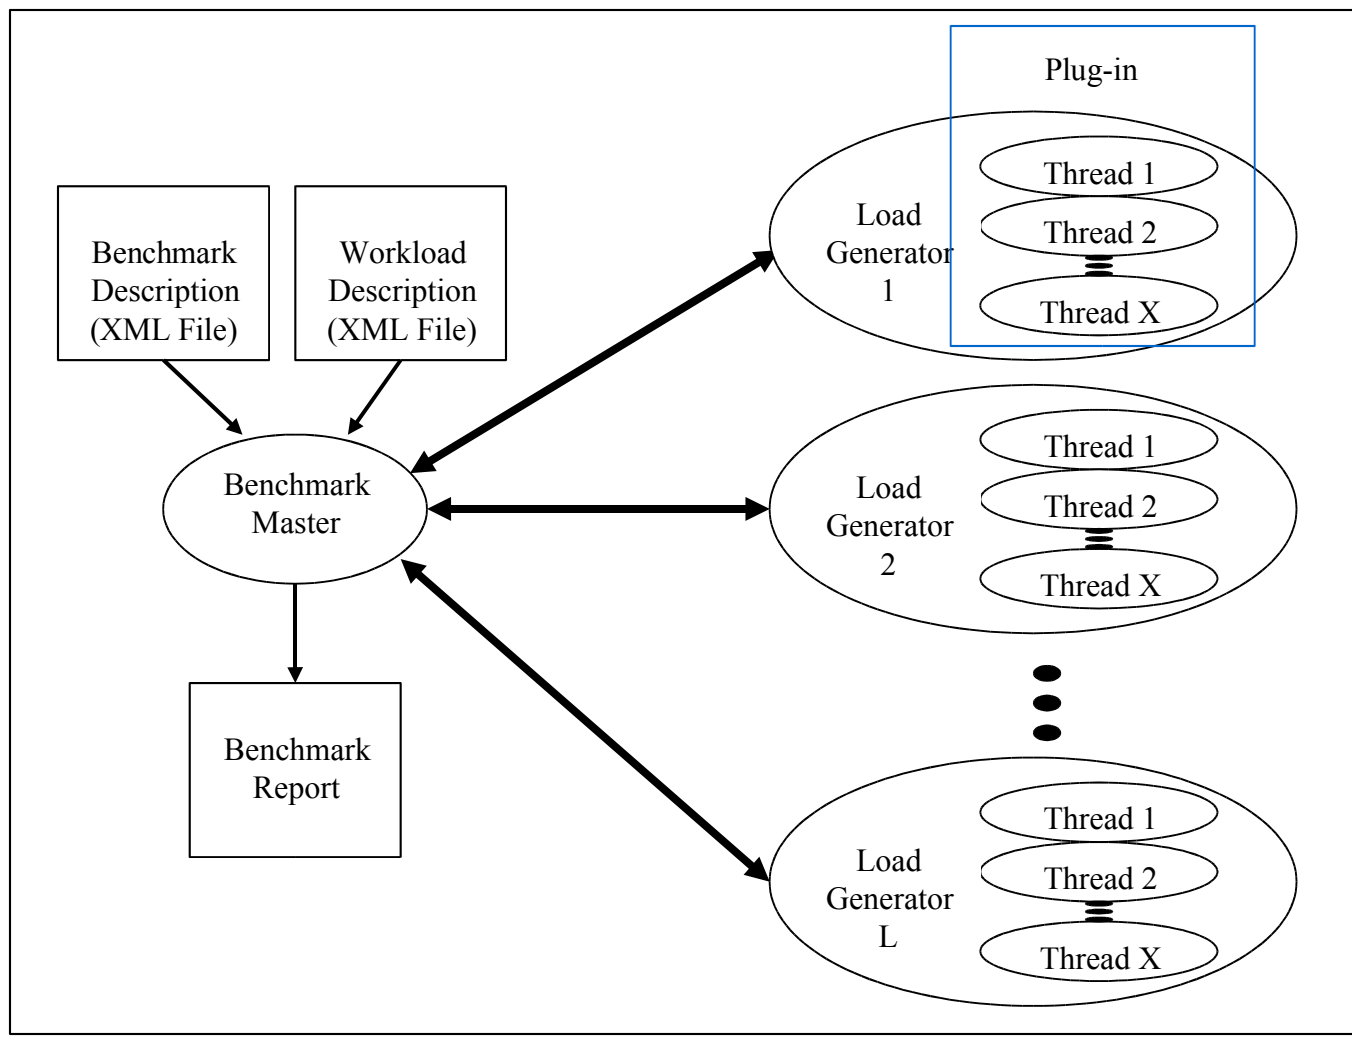 Plug-in
Thread 1
Load
Thread 2
Generator
1
Thread X
Benchmark
Description
(XML File)
Workload
Description
(XML File)
Benchmark
Master
Load
Generator
2
Thread 1
Thread 2
Thread X
Benchmark
Report
Load
Generator
L
Thread 1
Thread 2
Thread X